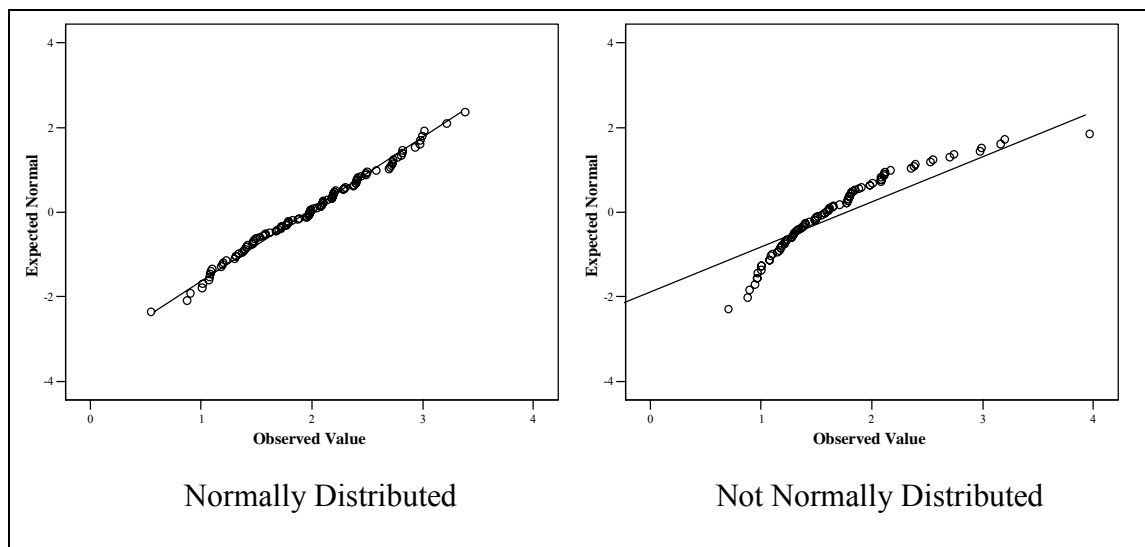 4
2
0
-2
-4
Expected Normal
0 1 2 3 4
Observed Value
Normally Distributed
4
2
0
-2
-4
Expected Normal
0 1 2 3 4
Observed Value
Not Normally Distributed